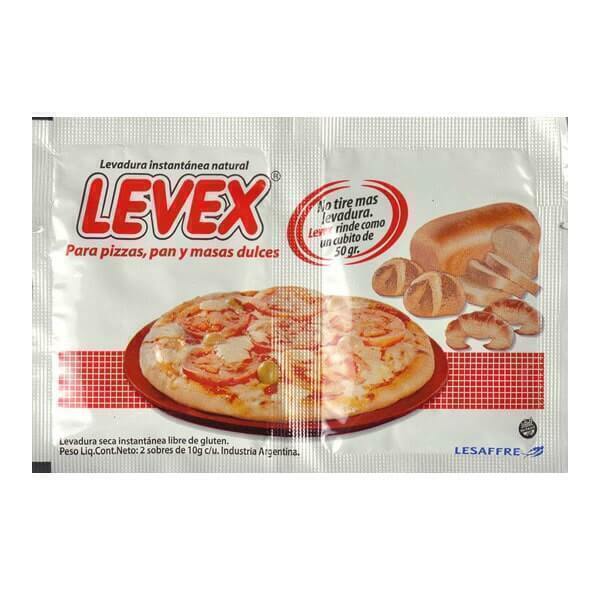 Levadura instantánea natural
LEVEX®
Para pizzas, pan y masas dulces
No tire mas
levadura.
Levex rinde como
un cubito de
50 gr.
Levadura seca instantánea libre de gluten.
Peso Liq.Cont.Neto: 2 sobres de 10g c/u. Industria Argentina.
LESAFFRE